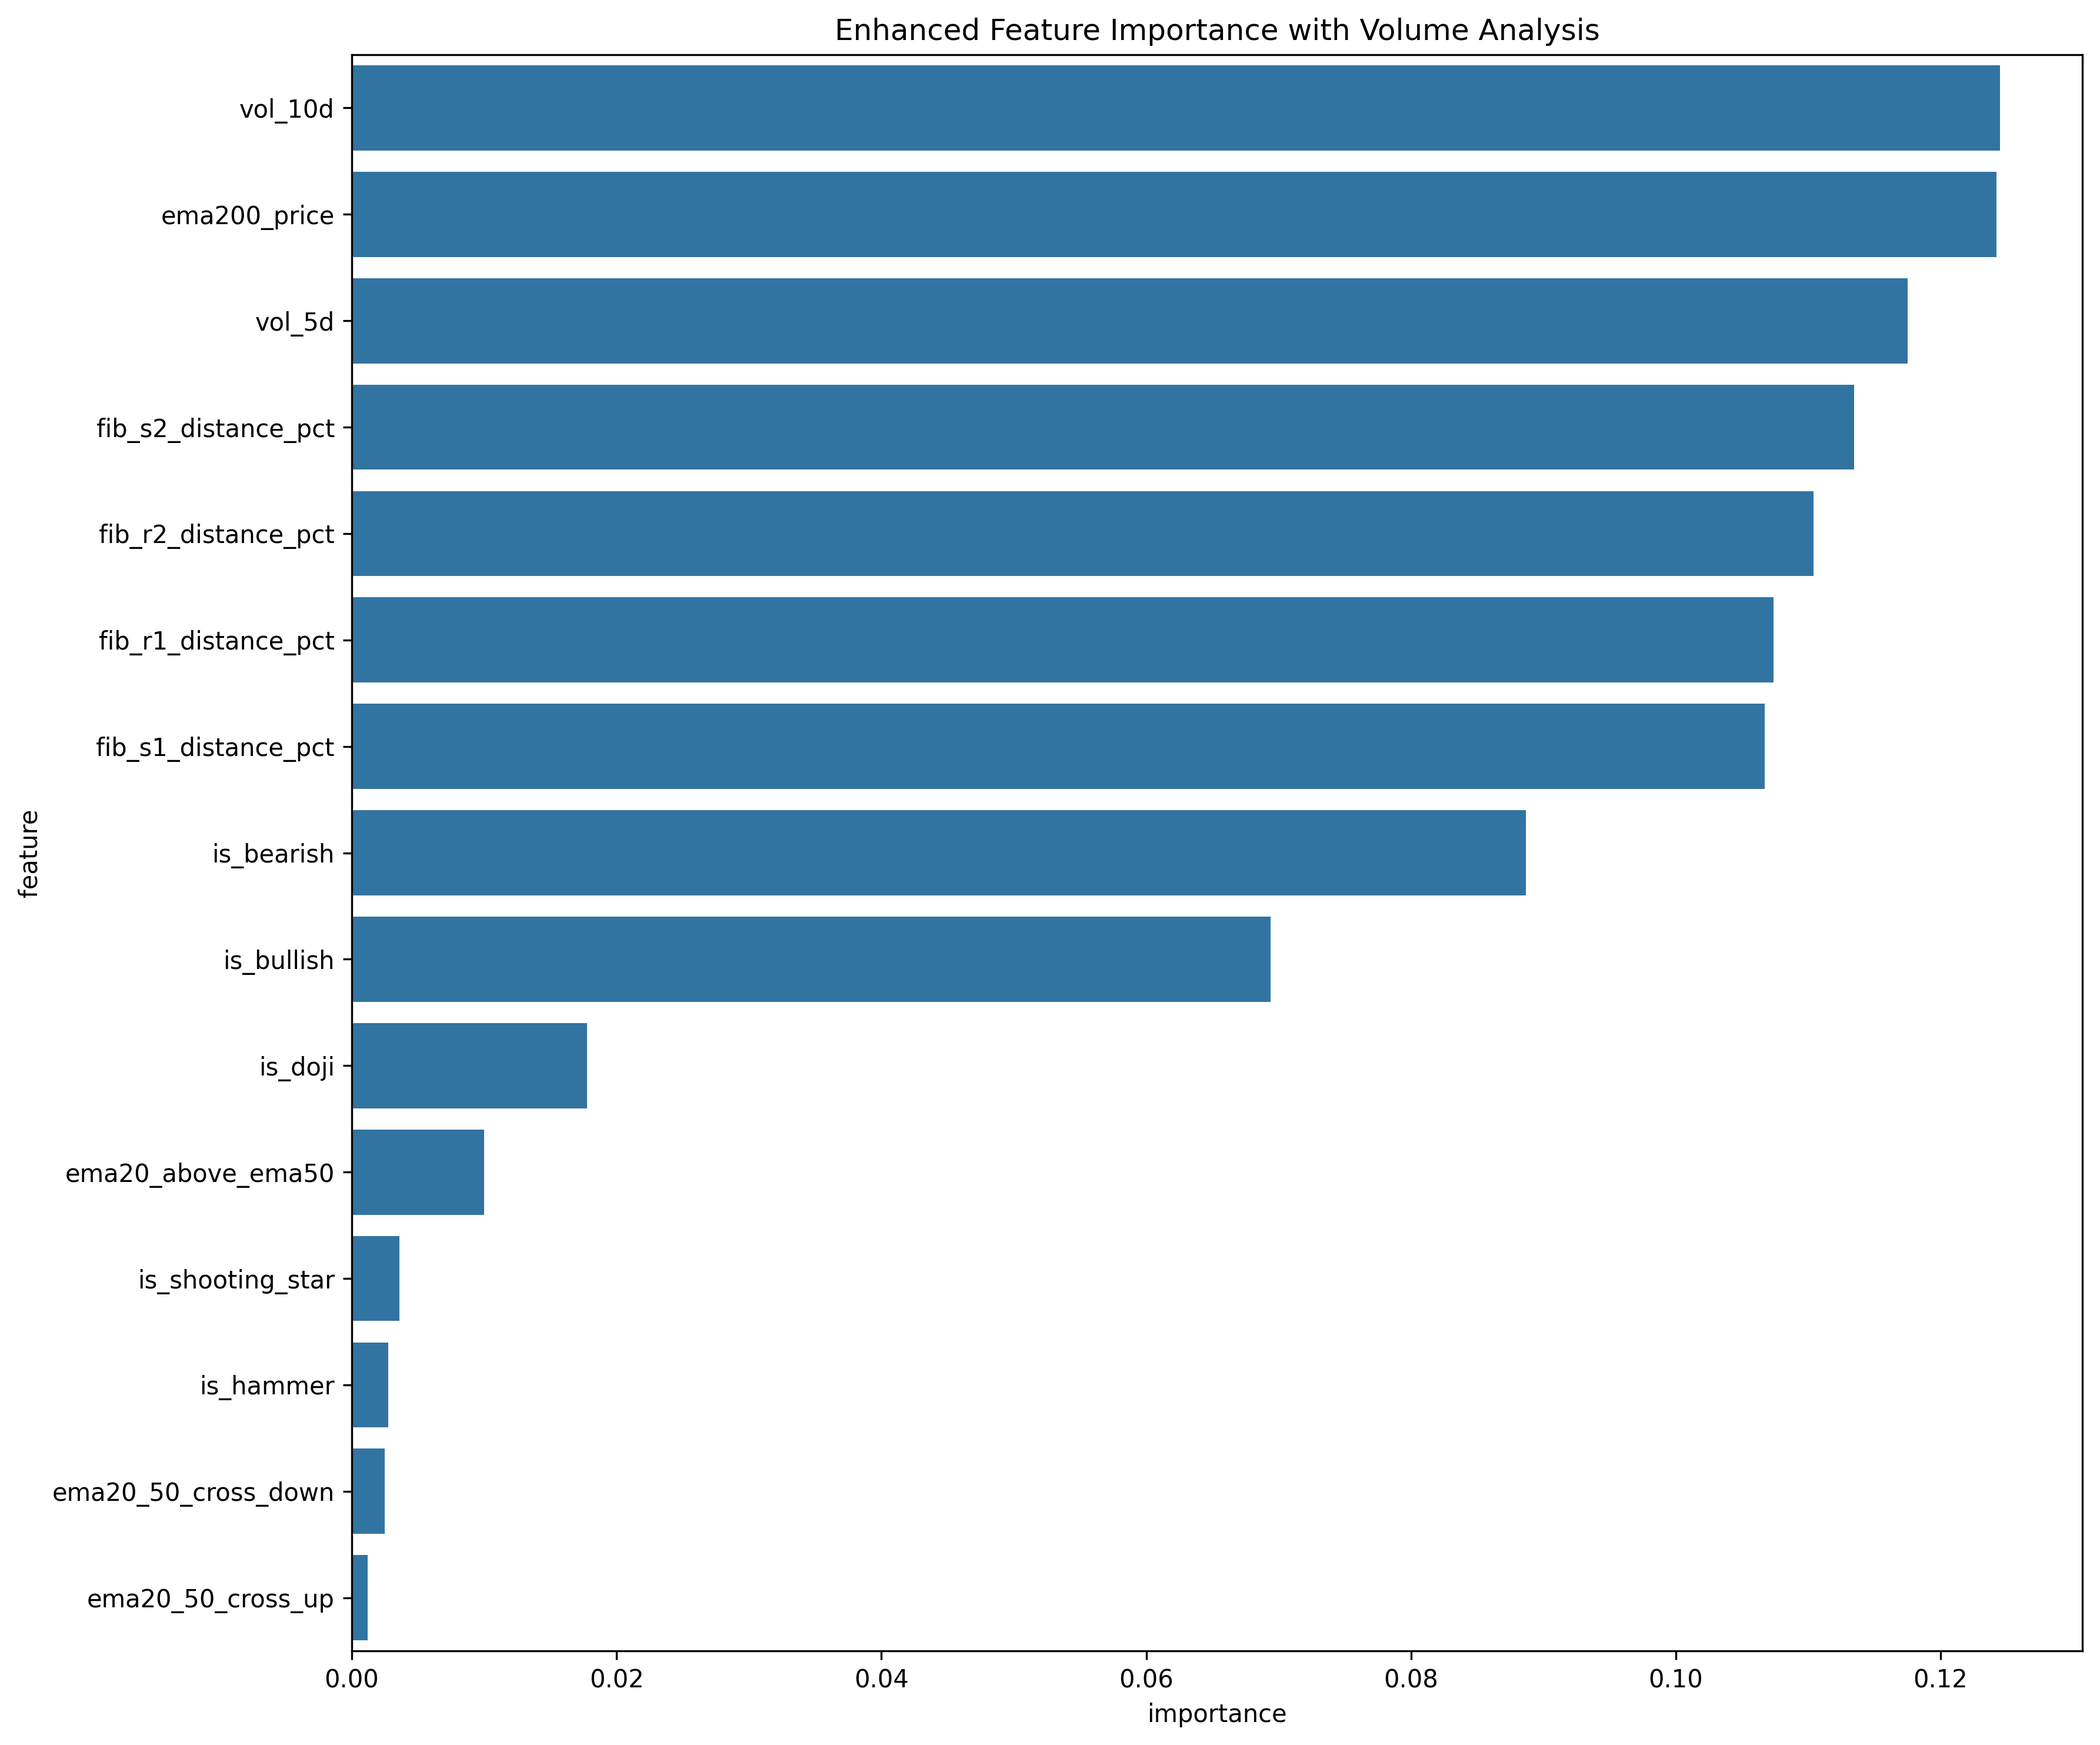 Enhanced Feature Importance with Volume Analysis
vol_10d
ema200_price
vol_5d
fib_s2_distance_pct
fib_r2_distance_pct
fib_r1_distance_pct
fib_s1_distance_pct
is_bearish
is_bullish
is_doji
ema20_above_ema50
is_shooting_star
is_hammer
ema20_50_cross_down
ema20_50_cross_up
feature
0.00 0.02 0.04 0.06 0.08 0.10 0.12
importance